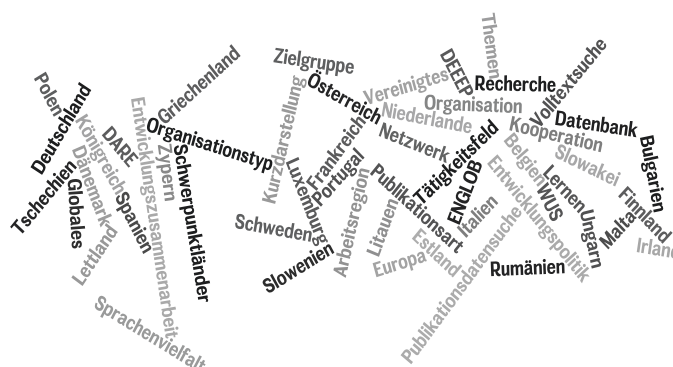 Polen
Deutschland
Tschechien
Königreich
Dänemark
Globales
DARE
Spanien
Lettland
Sprachenvielfalt
Entwicklungszusammenarbeit
Griechenland
Organisationstyp
Zypern
Schwerpunktländer
Zielgruppe
Kurzdarstellung
Österreich
Frankreich
Portugal
Luxemburg
Schweden
Slowenien
Arbeitsregion
Litauen
Europa
Estland
Publikationsart
Vereinigtes
Niederlande
Netzwerk
Organisation
DEEEP
Themen
Recherche
Volltextsuche
Tätigkeitsfeld
ENGLOB
Italien
Publikationsdatensuche
Kooperation
Datenbank
Slowakei
Belgien
Entwicklungspolitik
WUS
Lernen
Ungarn
Rumänien
Malta
Finnland
Bulgarien
Irland